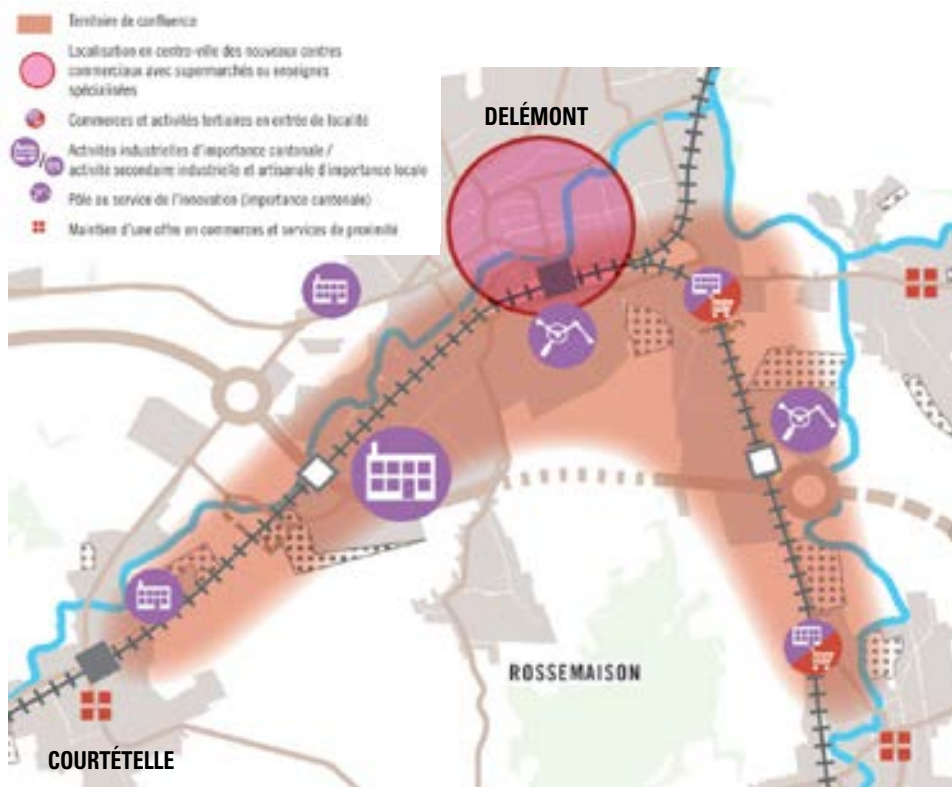 Territoire de confluence
Localisation en centro-ville des nouveaux centres
commerciaux avec supermarchés ou enseignes
spécialisées
Commerces et activités tertiaires en entrée de localité
Activités industrielles d'importance cantonale /
activité secondaire industrielle et artisanale d'importance locale
Pôle au service de l'innovation (importance cantonale)
Maintien d'une offre en commerces et services de proximité
DELÉMONT
ROSSEMAISON
COURTÉTELLE